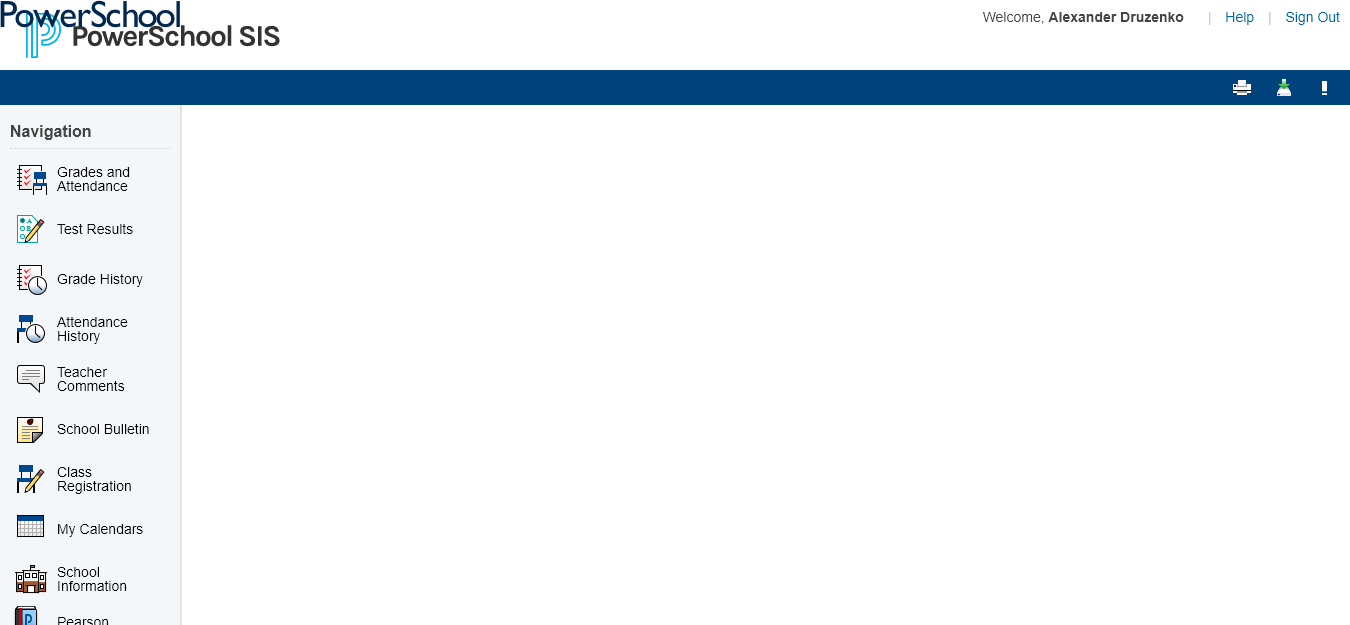 PowerSchool
PowerSchool SIS
Welcome, Alexander Druzenko | Help | Sign Out
Navigation
Grades and
Attendance
Test Results
Grade History
Attendance
History
Teacher
Comments
School Bulletin
Class
Registration
My Calendars
School
Information
Pearson